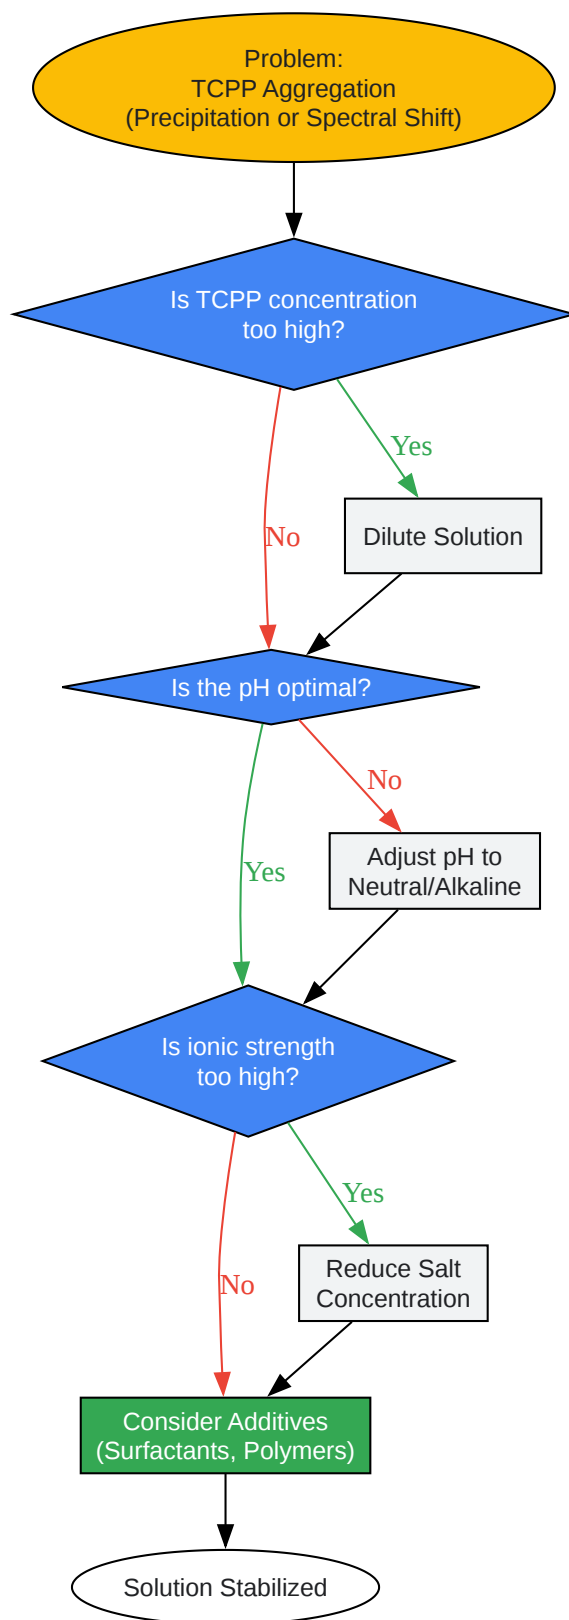 Problem:
TCPP Aggregation
(Precipitation or Spectral Shift)
Is TCPP concentration
too high?
Yes
No
Dilute Solution
Is the pH optimal?
No
Yes
Adjust pH to
Neutral/Alkaline
Is ionic strength
too high?
Yes
No
Reduce Salt
Concentration
Consider Additives
(Surfactants, Polymers)
Solution Stabilized